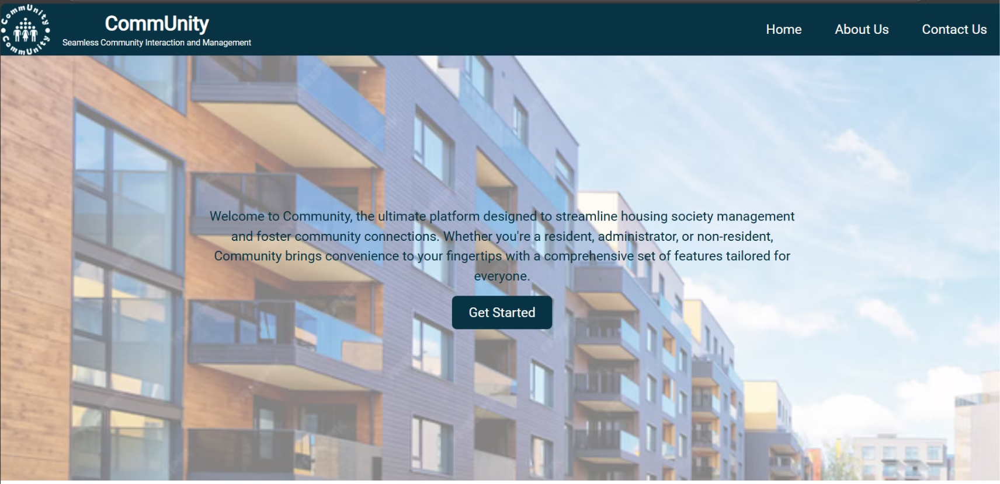 CommUnity
CommUnity
CommUnity
Seamless Community Interaction and Management
Home
About Us
Contact Us
Welcome to Community, the ultimate platform designed to streamline housing society management
and foster community connections. Whether you're a resident, administrator, or non-resident,
Community brings convenience to your fingertips with a comprehensive set of features tailored for
everyone.
Get Started